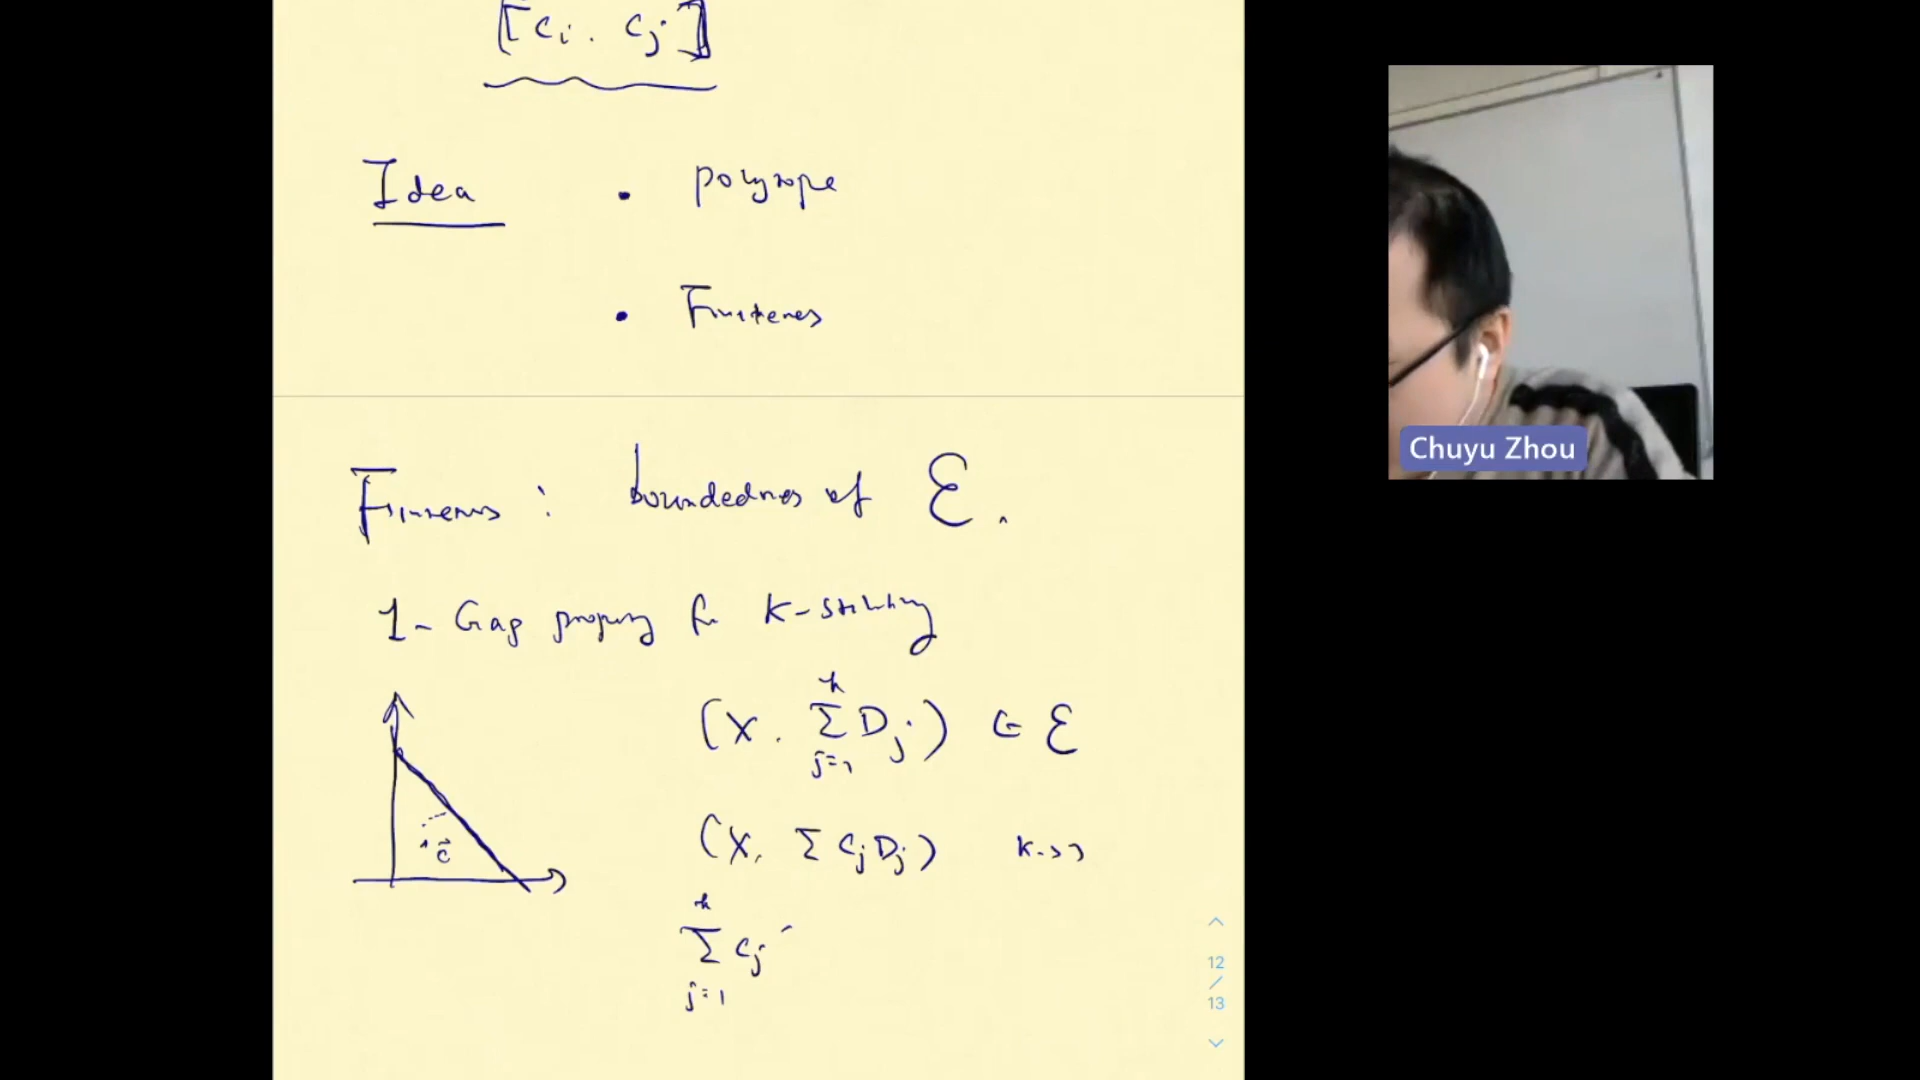 [C_i . C_j]
Idea • polytope
• Finiteness
Finiteness : boundedness of ℰ.
1- Gap property for K-stability
(X. Σ_{j=1}^{k} D_j) ∈ ℰ
(X, Σ C_j D_j) K-ss
c⃗
Σ_{j=1}^{k} C_j
12
/
13
Chuyu Zhou